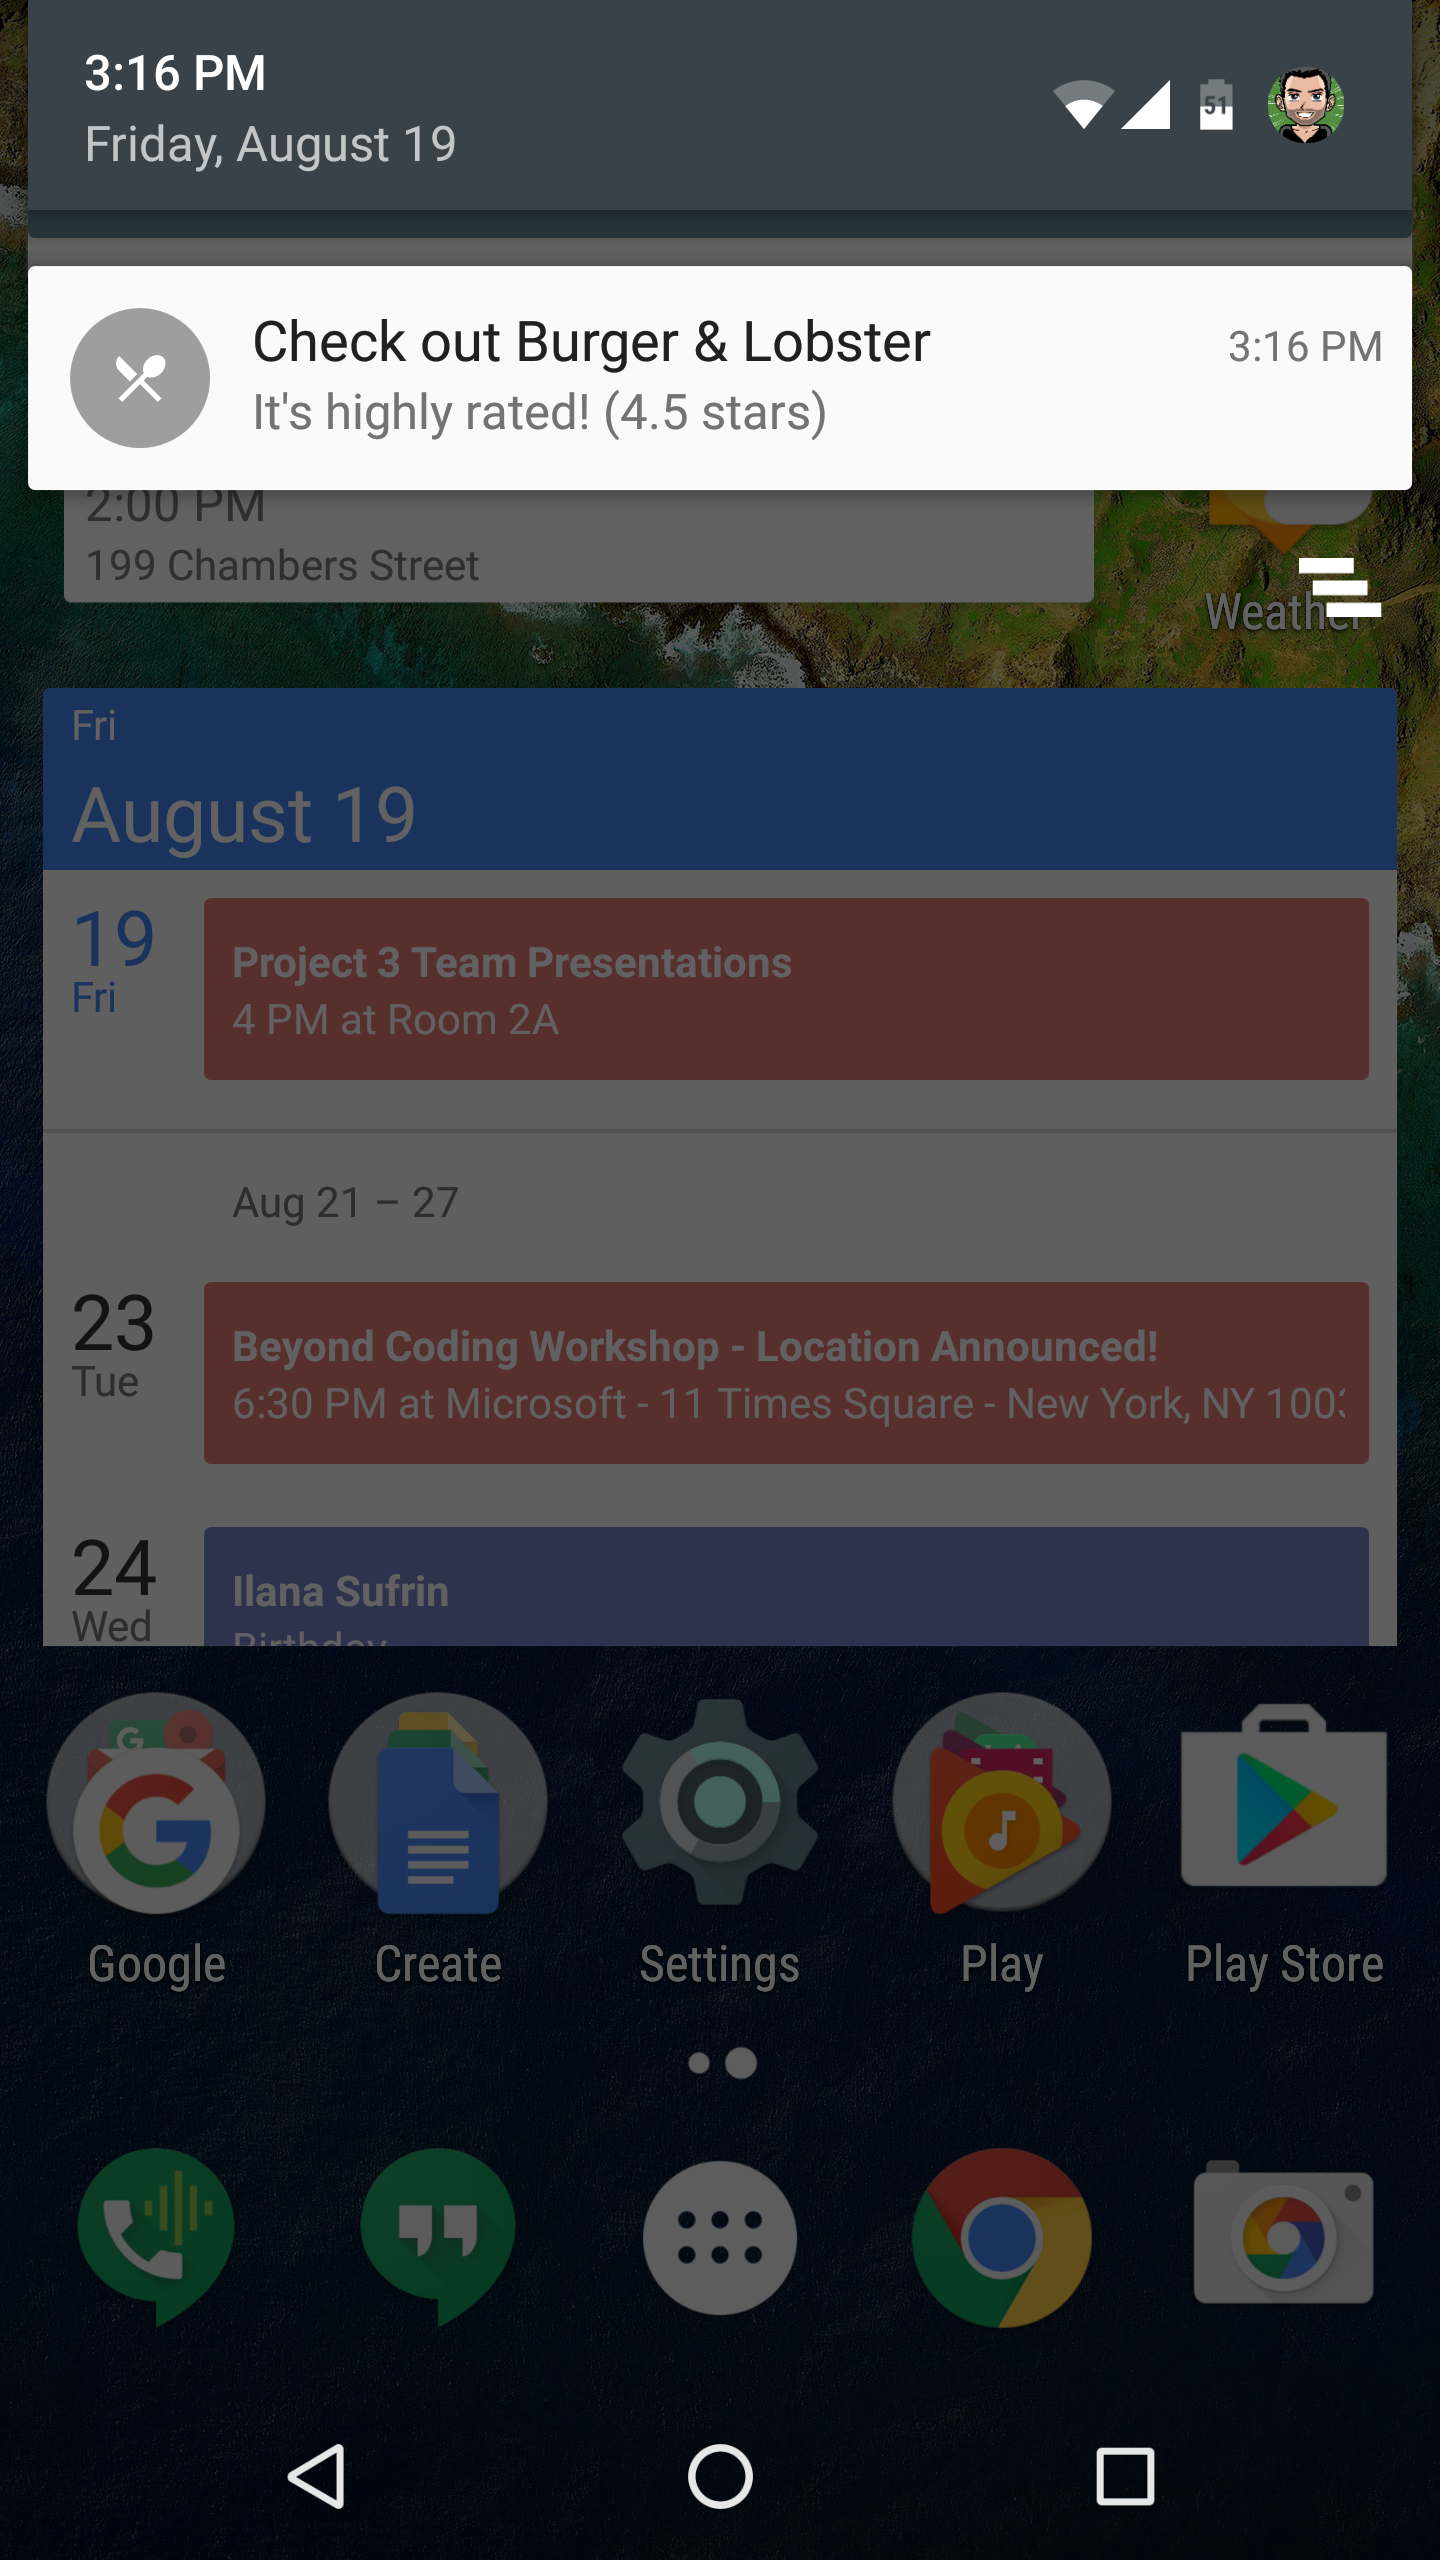 3:16 PM
Friday, August 19
51
Check out Burger & Lobster
3:16 PM
It's highly rated! (4.5 stars)
2:00 PM
199 Chambers Street
Weather
Fri
August 19
19
Fri
Project 3 Team Presentations
4 PM at Room 2A
Aug 21 – 27
23
Tue
Beyond Coding Workshop - Location Announced!
6:30 PM at Microsoft - 11 Times Square - New York, NY
24
Wed
Ilana Sufrin
Birthday
Google
Create
Settings
Play
Play Store